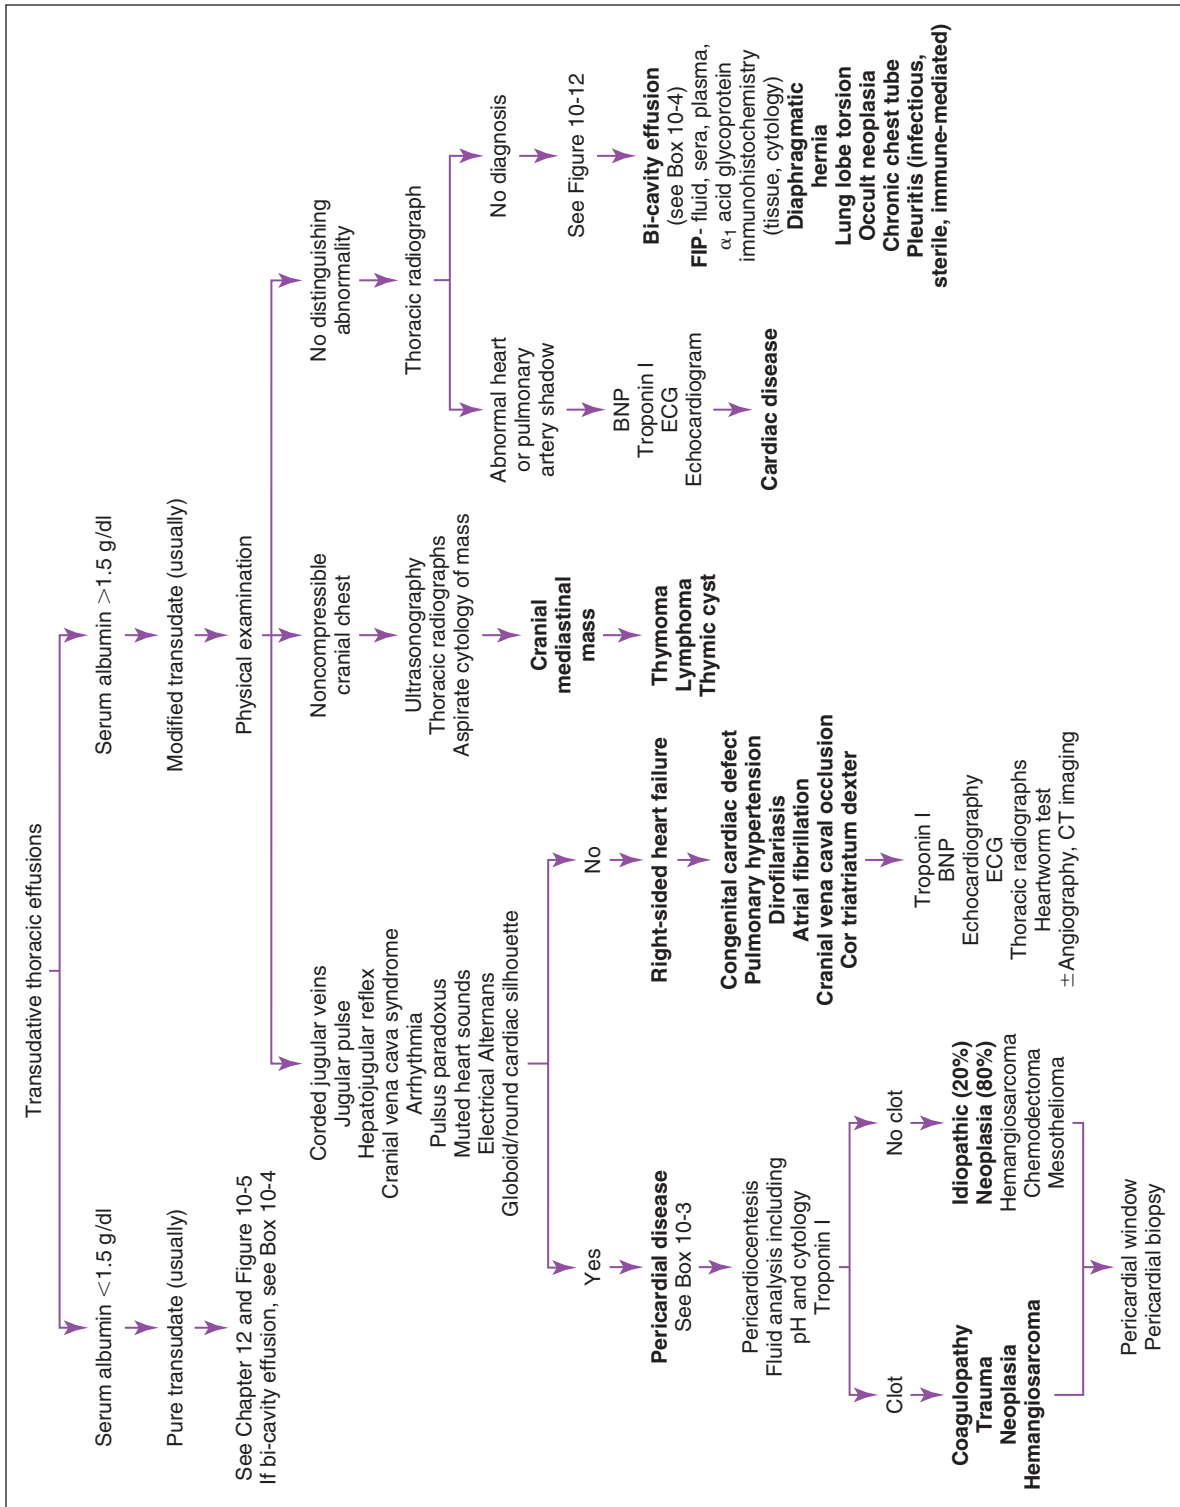 Transudative thoracic effusions
Serum albumin <1.5 g/dl
Pure transudate (usually)
See Chapter 12 and Figure 10-5
If bi-cavity effusion, see Box 10-4
Serum albumin >1.5 g/dl
Modified transudate (usually)
Physical examination
Corded jugular veins
Jugular pulse
Hepatojugular reflex
Cranial vena cava syndrome
Arrhythmia
Pulsus paradoxus
Muted heart sounds
Electrical Alternans
Globoid/round cardiac silhouette
Yes
Pericardial disease
See Box 10-3
Pericardiocentesis
Fluid analysis including
pH and cytology
Troponin I
Clot
Coagulopathy
Trauma
Neoplasia
Hemangiosarcoma
No clot
Idiopathic (20%)
Neoplasia (80%)
Hemangiosarcoma
Chemodectoma
Mesothelioma
Pericardial window
Pericardial biopsy
No
Right-sided heart failure
Congenital cardiac defect
Pulmonary hypertension
Dirofilariasis
Atrial fibrillation
Cranial vena caval occlusion
Cor triatriatum dexter
Troponin I
BNP
Echocardiography
ECG
Thoracic radiographs
Heartworm test
±Angiography, CT imaging
Noncompressible
cranial chest
Ultrasonography
Thoracic radiographs
Aspirate cytology of mass
Cranial
mediastinal
mass
Thymoma
Lymphoma
Thymic cyst
No distinguishing
abnormality
Thoracic radiograph
Abnormal heart
or pulmonary
artery shadow
BNP
Troponin I
ECG
Echocardiogram
Cardiac disease
No diagnosis
See Figure 10-12
Bi-cavity effusion
(see Box 10-4)
FIP- fluid, sera, plasma,
α1 acid glycoprotein
immunohistochemistry
(tissue, cytology)
Diaphragmatic
hernia
Lung lobe torsion
Occult neoplasia
Chronic chest tube
Pleuritis (infectious,
sterile, immune-mediated)